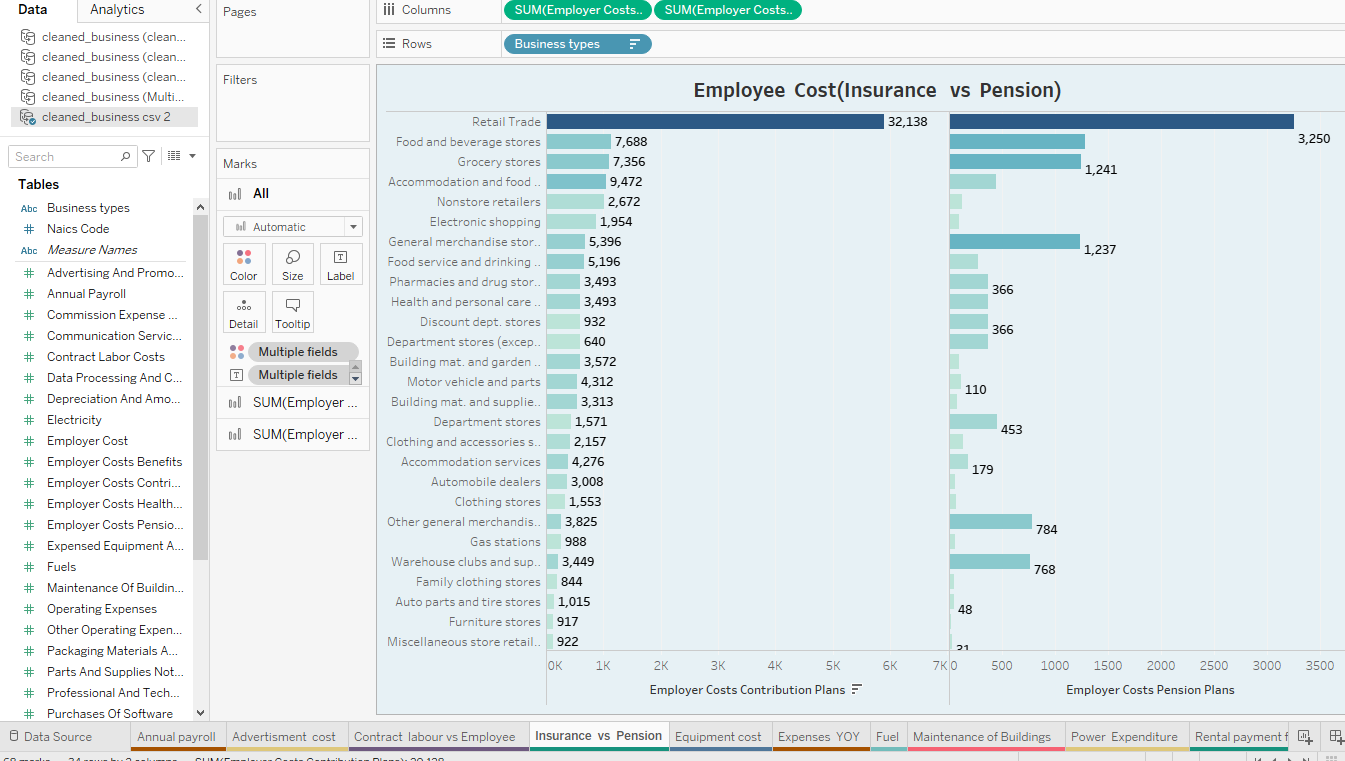 Data
Analytics
Pages
Columns
SUM(Employer Costs..
SUM(Employer Costs..
cleaned_business (clean...
cleaned_business (clean...
cleaned_business (clean...
cleaned_business (Multi...
cleaned_business csv 2
Rows
Business types
Filters
Search
Tables
Abc Business types
# Naics Code
Abc Measure Names
# Advertising And Promo...
# Annual Payroll
# Commission Expense ...
# Communication Servic...
# Contract Labor Costs
# Data Processing And C...
# Depreciation And Amo...
# Electricity
# Employer Cost
# Employer Costs Benefits
# Employer Costs Contri...
# Employer Costs Health...
# Employer Costs Pensio...
# Expensed Equipment A...
# Fuels
# Maintenance Of Buildin...
# Operating Expenses
# Other Operating Expen...
# Packaging Materials A...
# Parts And Supplies Not...
# Professional And Tech...
# Purchases Of Software
Marks
All
Automatic
Color
Size
T
Label
Detail
Tooltip
Multiple fields
T Multiple fields
SUM(Employer ...
SUM(Employer ...
Employee Cost(Insurance vs Pension)
Retail Trade 32,138 3,250
Food and beverage stores 7,688
Grocery stores 7,356 1,241
Accommodation and food .. 9,472
Nonstore retailers 2,672
Electronic shopping 1,954
General merchandise stor.. 5,396 1,237
Food service and drinking .. 5,196
Pharmacies and drug stor.. 3,493 366
Health and personal care .. 3,493
Discount dept. stores 932 366
Department stores (excep.. 640
Building mat. and garden .. 3,572
Motor vehicle and parts 4,312 110
Building mat. and supplie.. 3,313
Department stores 1,571 453
Clothing and accessories s.. 2,157
Accommodation services 4,276 179
Automobile dealers 3,008
Clothing stores 1,553
Other general merchandis.. 3,825 784
Gas stations 988
Warehouse clubs and sup.. 3,449 768
Family clothing stores 844
Auto parts and tire stores 1,015 48
Furniture stores 917
Miscellaneous store retail.. 922 31
0K 1K 2K 3K 4K 5K 6K 7K 0 500 1000 1500 2000 2500 3000 3500
Employer Costs Contribution Plans
Employer Costs Pension Plans
Data Source
Annual payroll
Advertisment cost
Contract labour vs Employee
Insurance vs Pension
Equipment cost
Expenses YOY
Fuel
Maintenance of Buildings
Power Expenditure
Rental payment f